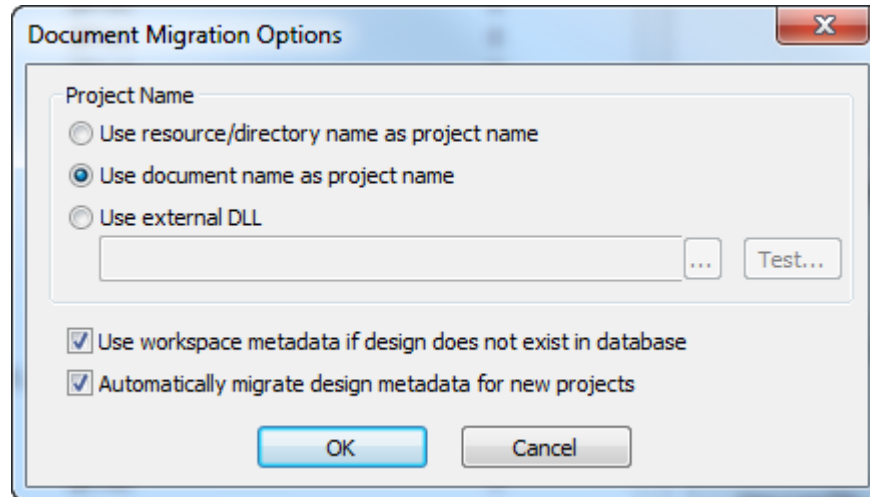 Document Migration Options
Project Name
Use resource/directory name as project name
Use document name as project name
Use external DLL
...
Test...
Use workspace metadata if design does not exist in database
Automatically migrate design metadata for new projects
OK
Cancel